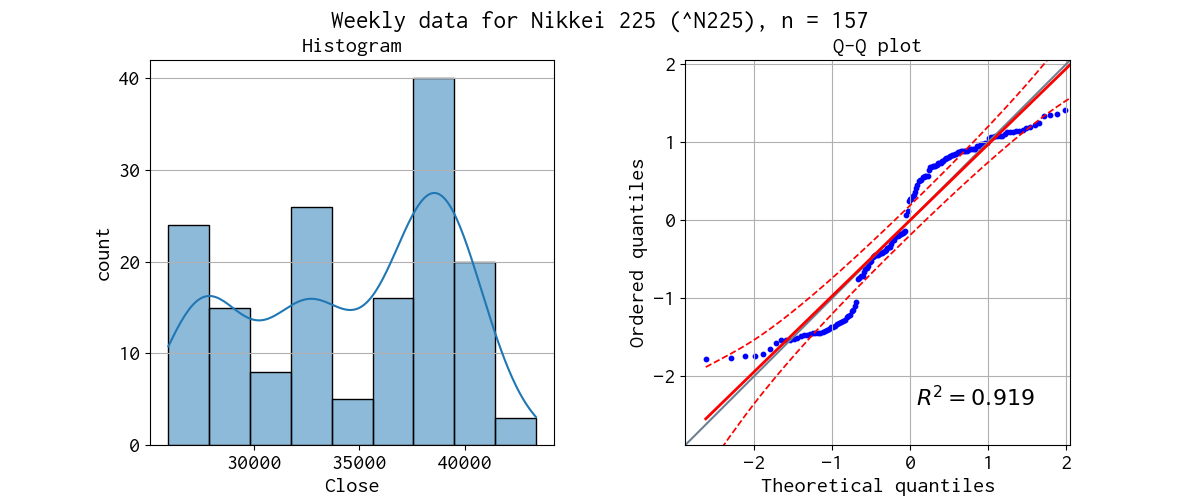 Weekly data for Nikkei 225 (^N225), n = 157
Histogram
Q-Q plot
count
40
30
20
10
0
30000 35000 40000
Close
Ordered quantiles
2
1
0
−1
−2
R² = 0.919
−2 −1 0 1 2
Theoretical quantiles